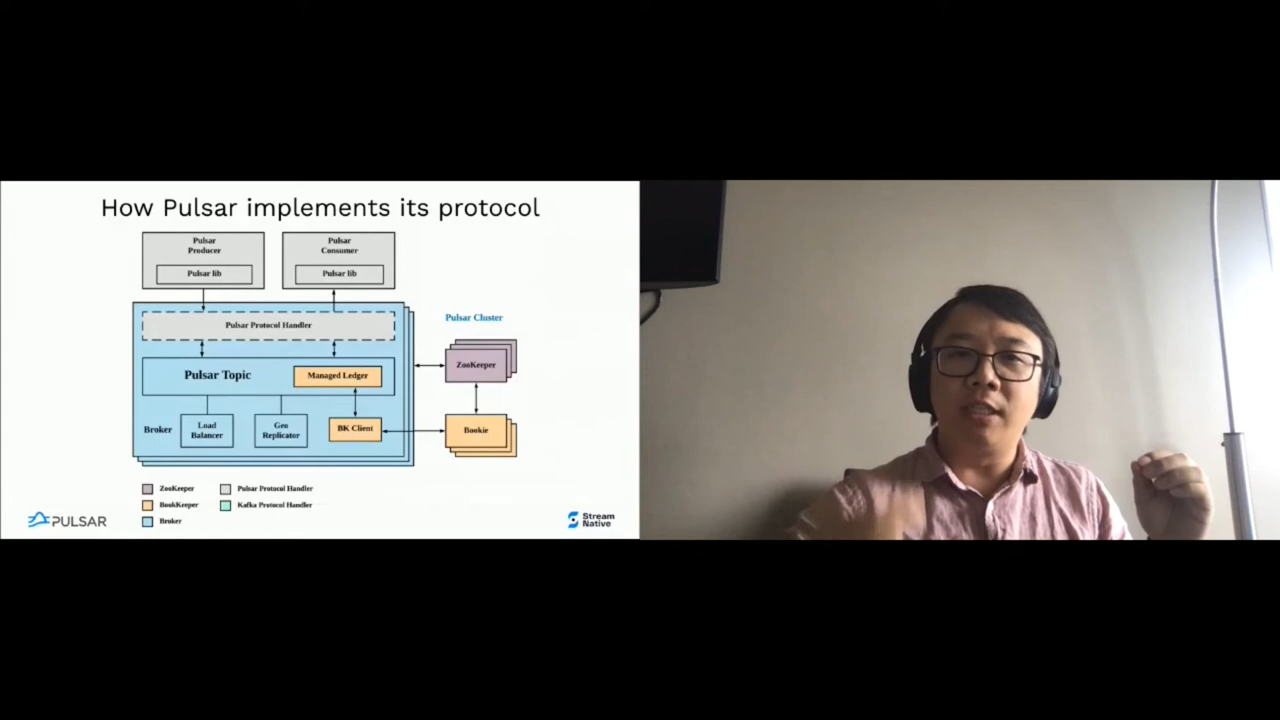 How Pulsar implements its protocol
Pulsar
Producer
Pulsar lib
Pulsar
Consumer
Pulsar lib
Pulsar Protocol Handler
Pulsar Cluster
Pulsar Topic
Managed Ledger
ZooKeeper
Broker
Load
Balancer
Geo
Replicator
BK Client
Bookie
ZooKeeper
Pulsar Protocol Handler
BookKeeper
Kafka Protocol Handler
Broker
PULSAR
Stream
Native